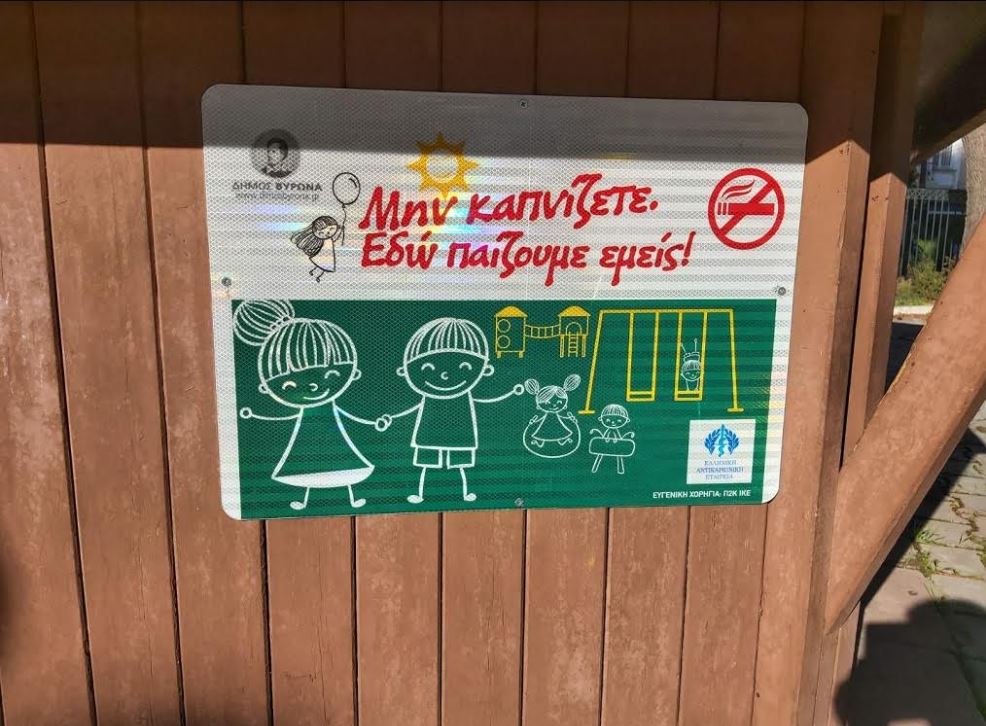 ΔΗΜΟΣ ΒΥΡΩΝΑ
www.dimosbyrona.gr
Μην καπνίζετε.
Εδώ παίζουμε εμείς!
ΕΛΛΗΝΙΚΗ
ΑΝΤΙΚΑΡΚΙΝΙΚΗ
ΕΤΑΙΡΕΙΑ
ΕΥΓΕΝΙΚΗ ΧΟΡΗΓΙΑ: Π2Κ ΙΚΕ